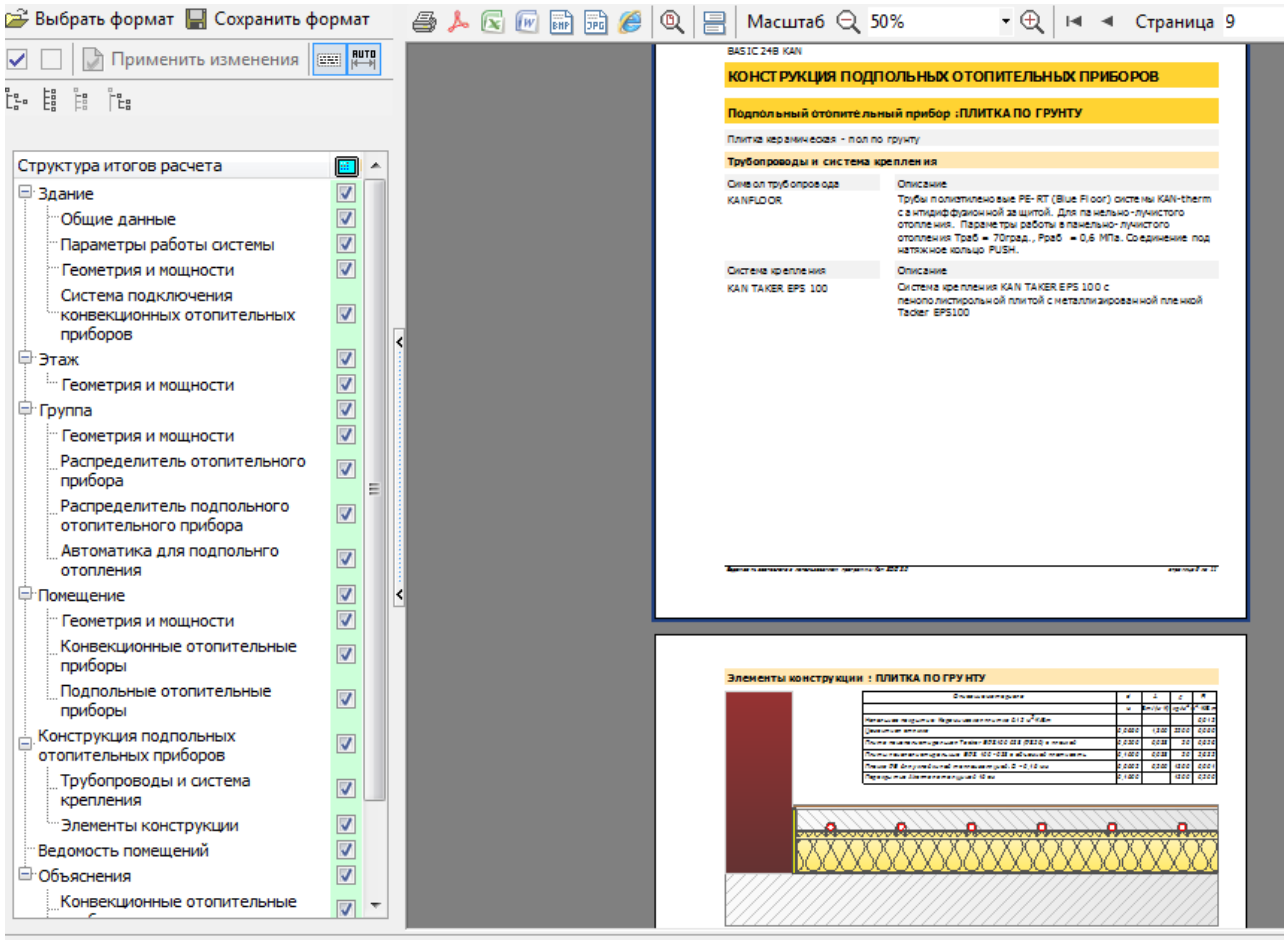 Выбрать формат Сохранить формат
Масштаб 50% Страница 9
Применить изменения AUTO
Структура итогов расчета
Здание
Общие данные
Параметры работы системы
Геометрия и мощности
Система подключения
конвекционных отопительных
приборов
Этаж
Геометрия и мощности
Группа
Геометрия и мощности
Распределитель отопительного
прибора
Распределитель подпольного
отопительного прибора
Автоматика для подпольнго
отопления
Помещение
Геометрия и мощности
Конвекционные отопительные
приборы
Подпольные отопительные
приборы
Конструкция подпольных
отопительных приборов
Трубопроводы и система
крепления
Элементы конструкции
Ведомость помещений
Объяснения
Конвекционные отопительные
BASIC 24В KAN
КОНСТРУКЦИЯ ПОДПОЛЬНЫХ ОТОПИТЕЛЬНЫХ ПРИБОРОВ
Подпольный отопительный прибор :ПЛИТКА ПО ГРУНТУ
Плитка керамическая - пол по грунту
Трубопроводы и система крепления
Символ трубопровода Описание
KANFLOOR Трубы полиэтиленовые PE-RT (Blue Floor) системы KAN-therm
с антидиффузионной защитой. Для панельно-лучистого
отопления. Параметры работы в панельно-лучистого
отопления Траб = 70град., Рраб = 0,6 МПа. Соединение под
натяжное кольцо PUSH.
Система крепления Описание
KAN TAKER EPS 100 Система крепления KAN TAKER EPS 100 с
пенополистирольной плитой с металлизированной пленкой
Tacker EPS100
Элементы конструкции : ПЛИТКА ПО ГРУНТУ